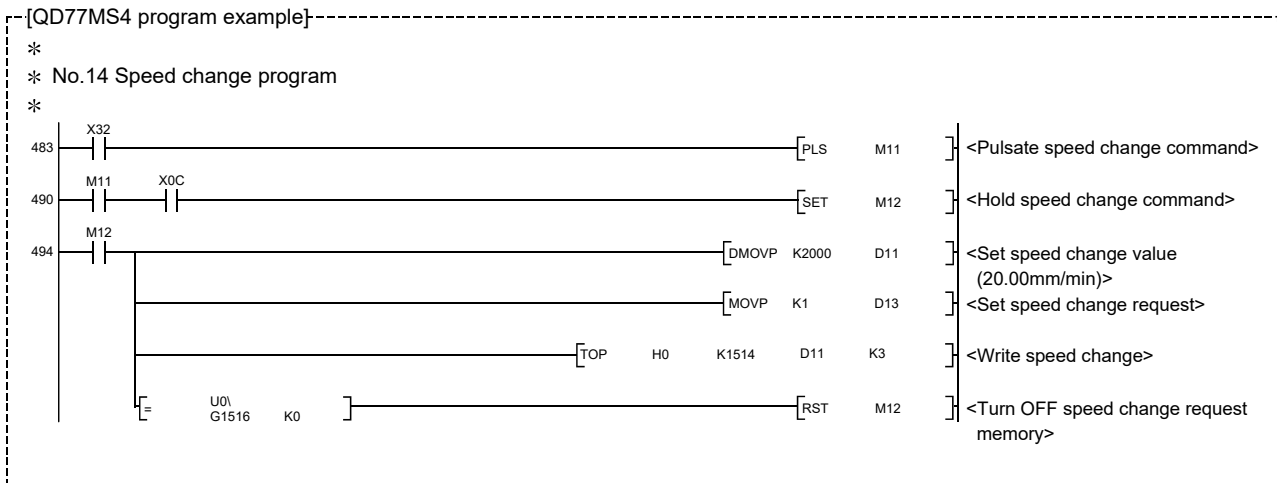 [QD77MS4 program example]
*
* No.14 Speed change program
*
X32
483 [PLS M11 ] <Pulsate speed change command>
M11 X0C
490 [SET M12 ] <Hold speed change command>
M12
494 [DMOVP K2000 D11 ] <Set speed change value
(20.00mm/min)>
[MOVP K1 D13 ] <Set speed change request>
[TOP H0 K1514 D11 K3 ] <Write speed change>
[= U0\
G1516 K0 ] [RST M12 ] <Turn OFF speed change request
memory>